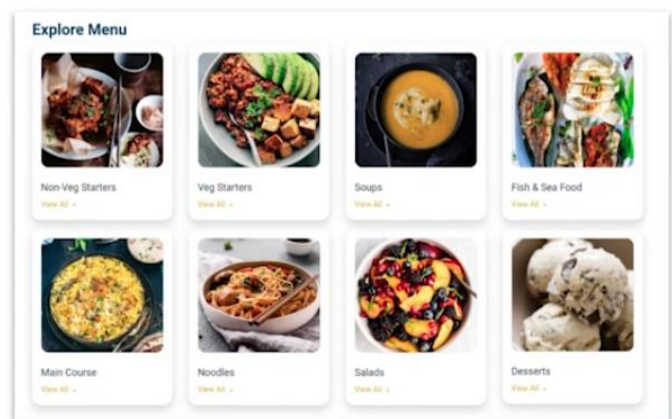 Explore Menu
Non-Veg Starters
Veg Starters
Soups
Fish & Sea Food
View All →
View All →
View All →
View All →
Main Course
Noodles
Salads
Desserts
View All →
View All →
View All →
View All →